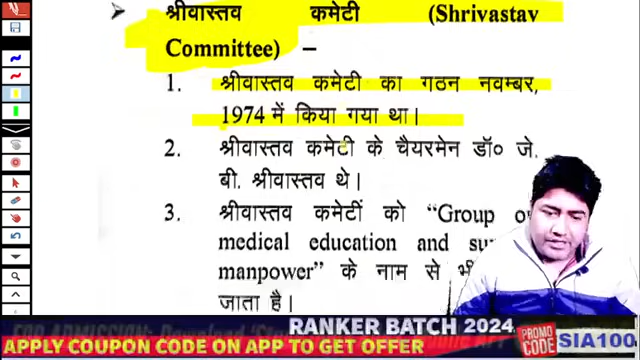 श्रीवास्तव कमेटी (Shrivastav
Committee) –
1. श्रीवास्तव कमेटी का गठन नवम्बर,
1974 में किया गया था।
2. श्रीवास्तव कमेटी के चैयरमेन डॉ० जे.
बी. श्रीवास्तव थे।
3. श्रीवास्तव कमेटीं को “Group
medical education and
manpower” के नाम से
जाता है।
RANKER BATCH 2024
APPLY COUPON CODE ON APP TO GET OFFER
PROMO
CODE
SIA100